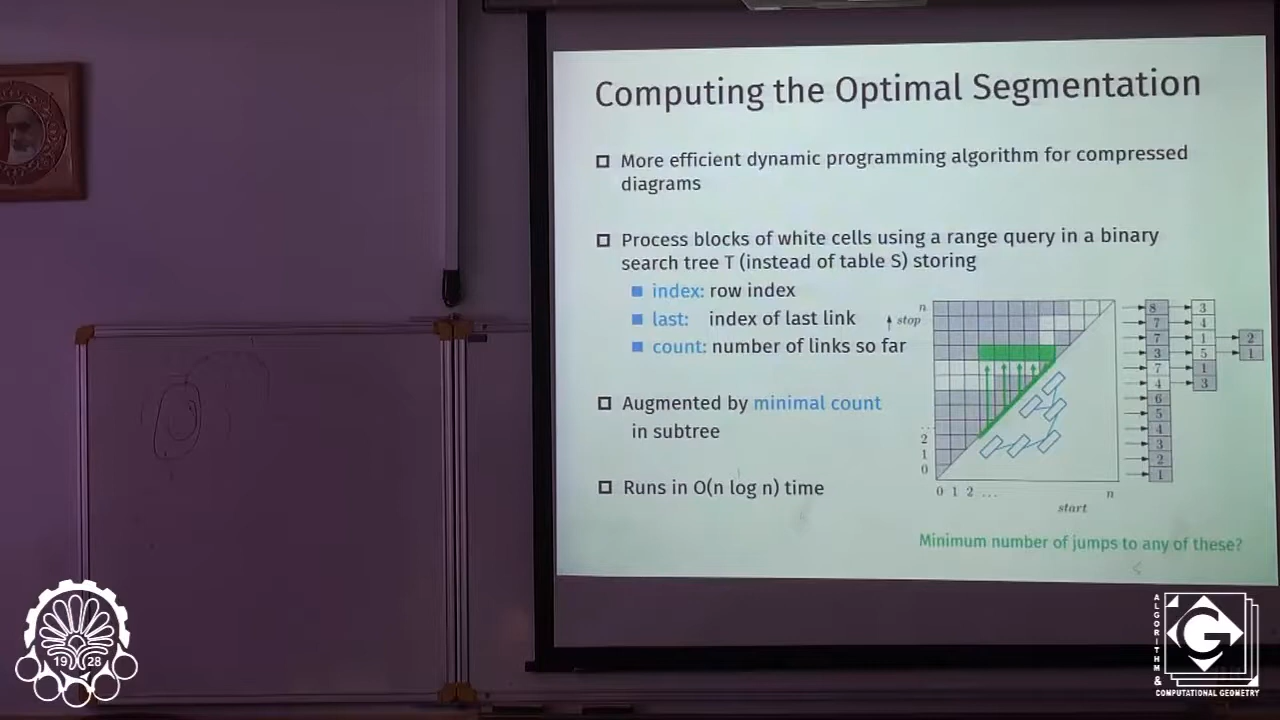 Computing the Optimal Segmentation
More efficient dynamic programming algorithm for compressed
diagrams
Process blocks of white cells using a range query in a binary
search tree T (instead of table S) storing
index: row index
last: index of last link
count: number of links so far
Augmented by minimal count
in subtree
Runs in O(n log n) time
n
stop
...
2
1
0
0 1 2 ...
n
start
8 3
7 4
7 1 2
3 5 1
7 1
4 3
6
5
4
3
2
1
Minimum number of jumps to any of these?
19 28
ALGORITHM
&
COMPUTATIONAL GEOMETRY
G